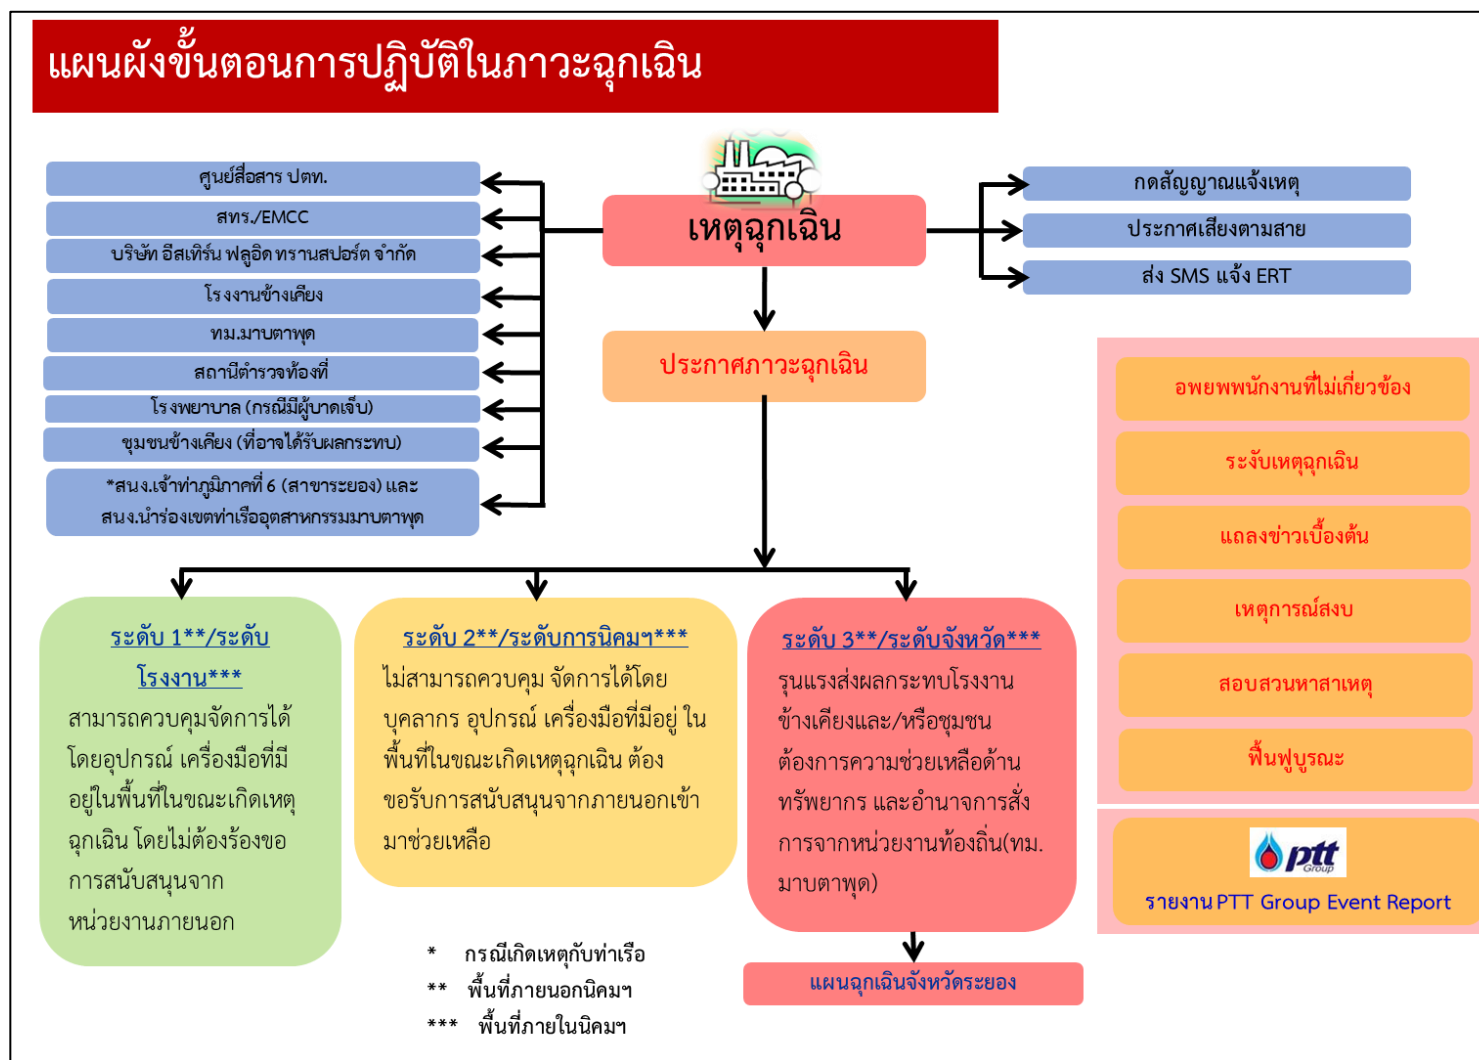 แผนผังขั้นตอนการปฏิบัติในภาวะฉุกเฉิน
เหตุฉุกเฉิน
ศูนย์สื่อสาร ปตท.
สทร./EMCC
บริษัท อีสเทิร์น ฟลูอิด ทรานสปอร์ต จำกัด
โรงงานข้างเคียง
ทม.มาบตาพุด
สถานีตำรวจท้องที่
โรงพยาบาล (กรณีมีผู้บาดเจ็บ)
ชุมชนข้างเคียง (ที่อาจได้รับผลกระทบ)
*สนง.เจ้าท่าภูมิภาคที่ 6 (สาขาระยอง) และ
สนง.นำร่องเขตท่าเรืออุตสาหกรรมมาบตาพุด
กดสัญญาณแจ้งเหตุ
ประกาศเสียงตามสาย
ส่ง SMS แจ้ง ERT
ประกาศภาวะฉุกเฉิน
อพยพพนักงานที่ไม่เกี่ยวข้อง
ระงับเหตุฉุกเฉิน
แถลงข่าวเบื้องต้น
เหตุการณ์สงบ
สอบสวนหาสาเหตุ
ฟื้นฟูบูรณะ
ptt
Group
รายงาน PTT Group Event Report
ระดับ 1**/ระดับ
โรงงาน***
สามารถควบคุมจัดการได้
โดยอุปกรณ์ เครื่องมือที่มี
อยู่ในพื้นที่ในขณะเกิดเหตุ
ฉุกเฉิน โดยไม่ต้องร้องขอ
การสนับสนุนจาก
หน่วยงานภายนอก
ระดับ 2**/ระดับการนิคมฯ***
ไม่สามารถควบคุม จัดการได้โดย
บุคลากร อุปกรณ์ เครื่องมือที่มีอยู่ ใน
พื้นที่ในขณะเกิดเหตุฉุกเฉิน ต้อง
ขอรับการสนับสนุนจากภายนอกเข้า
มาช่วยเหลือ
ระดับ 3**/ระดับจังหวัด***
รุนแรงส่งผลกระทบโรงงาน
ข้างเคียงและ/หรือชุมชน
ต้องการความช่วยเหลือด้าน
ทรัพยากร และอำนาจการสั่ง
การจากหน่วยงานท้องถิ่น(ทม.
มาบตาพุด)
แผนฉุกเฉินจังหวัดระยอง
* กรณีเกิดเหตุกับท่าเรือ
** พื้นที่ภายนอกนิคมฯ
*** พื้นที่ภายในนิคมฯ